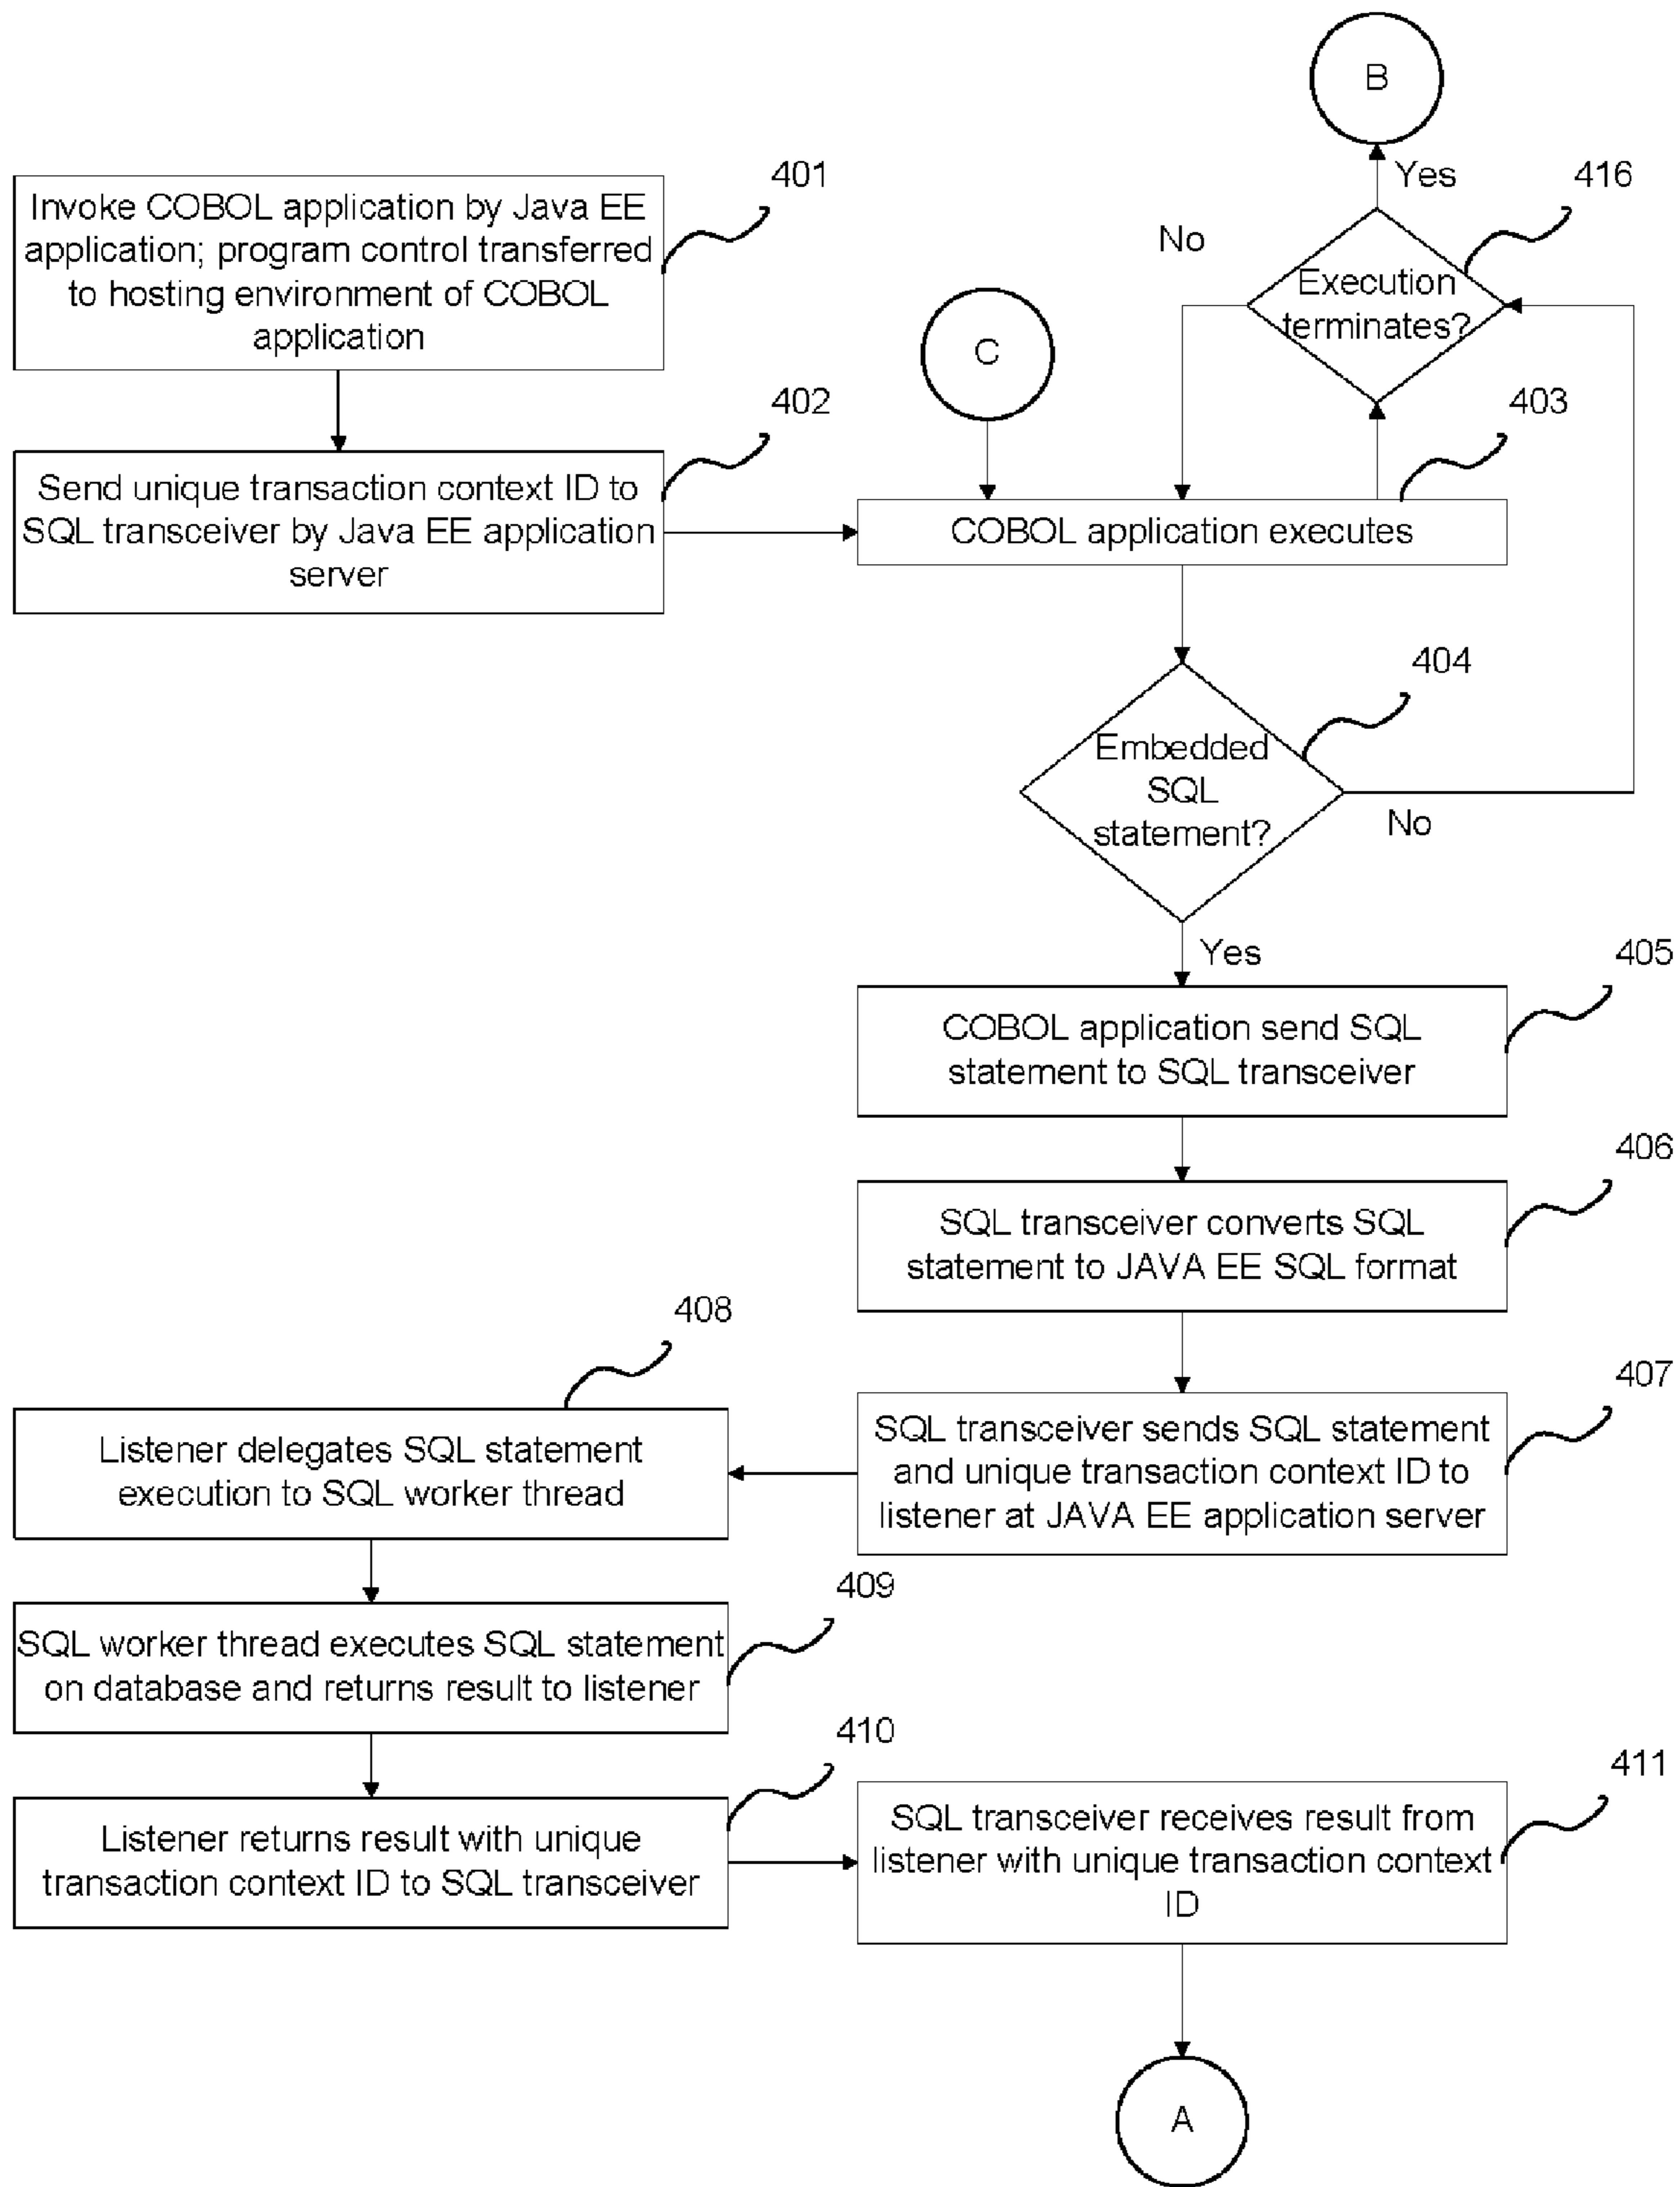 B
Yes
416
401
Invoke COBOL application by Java EE
application; program control transferred
to hosting environment of COBOL
application
No
Execution
terminates?
C
402
403
Send unique transaction context ID to
SQL transceiver by Java EE application
server
COBOL application executes
404
Embedded
SQL
statement?
No
Yes
405
COBOL application send SQL
statement to SQL transceiver
406
SQL transceiver converts SQL
statement to JAVA EE SQL format
408
407
Listener delegates SQL statement
execution to SQL worker thread
SQL transceiver sends SQL statement
and unique transaction context ID to
listener at JAVA EE application server
409
SQL worker thread executes SQL statement
on database and returns result to listener
410
411
Listener returns result with unique
transaction context ID to SQL transceiver
SQL transceiver receives result from
listener with unique transaction context
ID
A